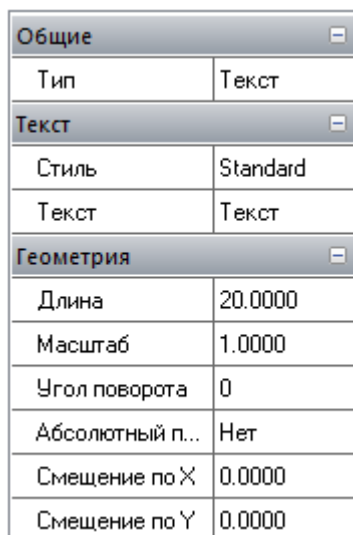 Общие
Тип Текст
Текст
Стиль Standard
Текст Текст
Геометрия
Длина 20.0000
Масштаб 1.0000
Угол поворота 0
Абсолютный п... Нет
Смещение по X 0.0000
Смещение по Y 0.0000